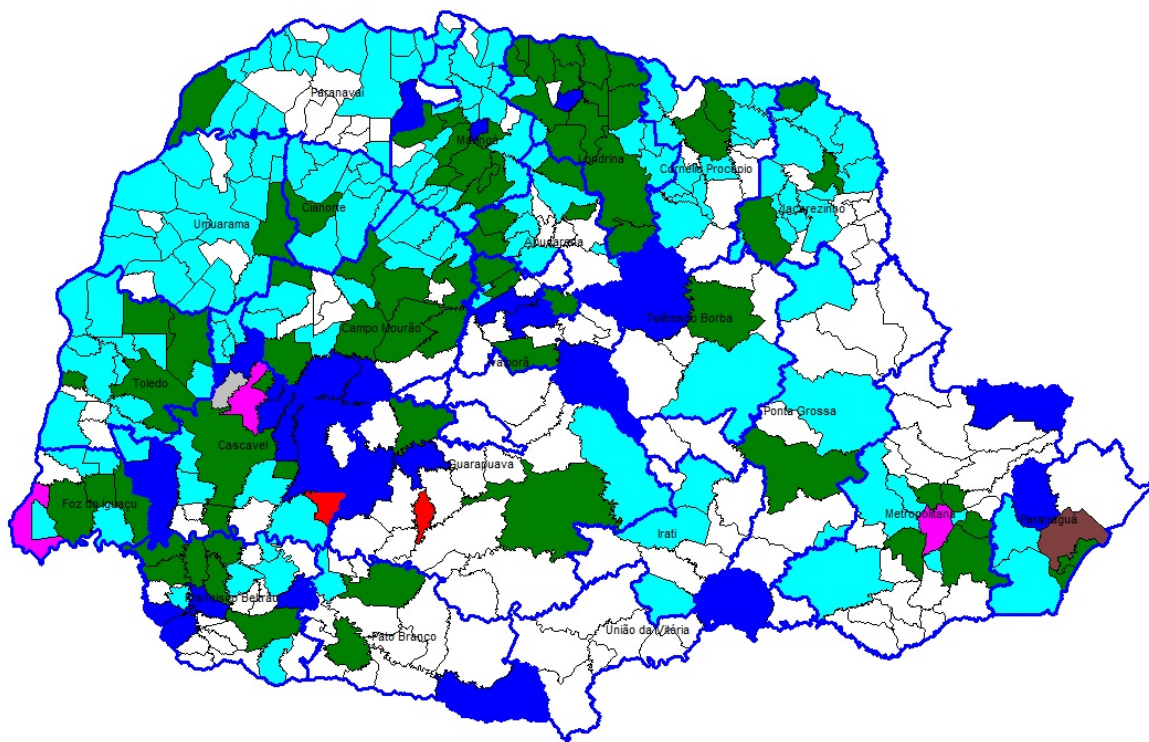 Paranavaí
Maringá
Londrina
Cornélio Procópio
Jacarezinho
Cianorte
Umuarama
Apucarana
Telêmaco Borba
Campo Mourão
Ivaiporã
Toledo
Ponta Grossa
Cascavel
Guarapuava
Foz de Iguaçu
Metropolitana
Paranaguá
Irati
Francisco Beltrão
Pato Branco
União da Vitória